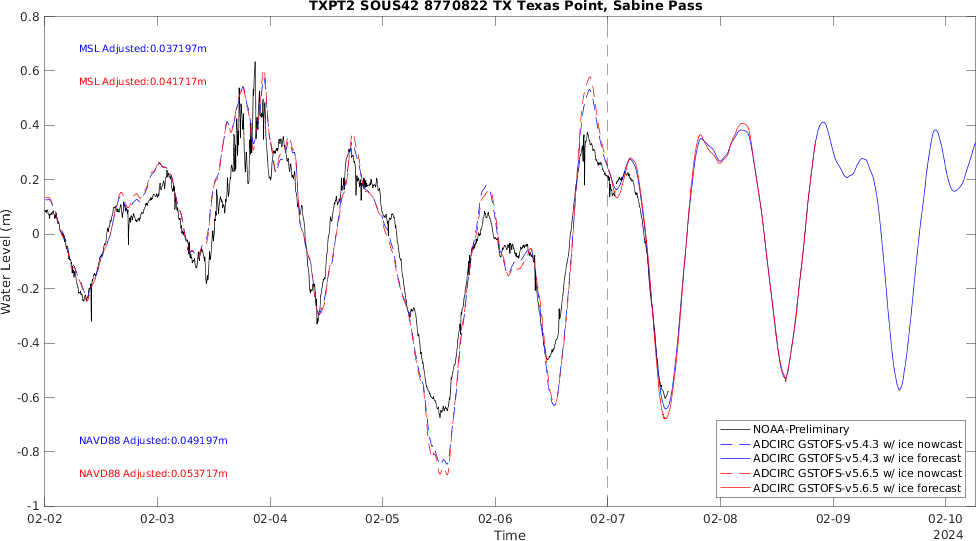 TXPT2 SOUS42 8770822 TX Texas Point, Sabine Pass
0.8
0.6
0.4
0.2
0
-0.2
-0.4
-0.6
-0.8
-1
Water Level (m)
MSL Adjusted:0.037197m
MSL Adjusted:0.041717m
NAVD88 Adjusted:0.049197m
NAVD88 Adjusted:0.053717m
NOAA-Preliminary
ADCIRC GSTOFS-v5.4.3 w/ ice nowcast
ADCIRC GSTOFS-v5.4.3 w/ ice forecast
ADCIRC GSTOFS-v5.6.5 w/ ice nowcast
ADCIRC GSTOFS-v5.6.5 w/ ice forecast
02-02 02-03 02-04 02-05 02-06 02-07 02-08 02-09 02-10
2024
Time